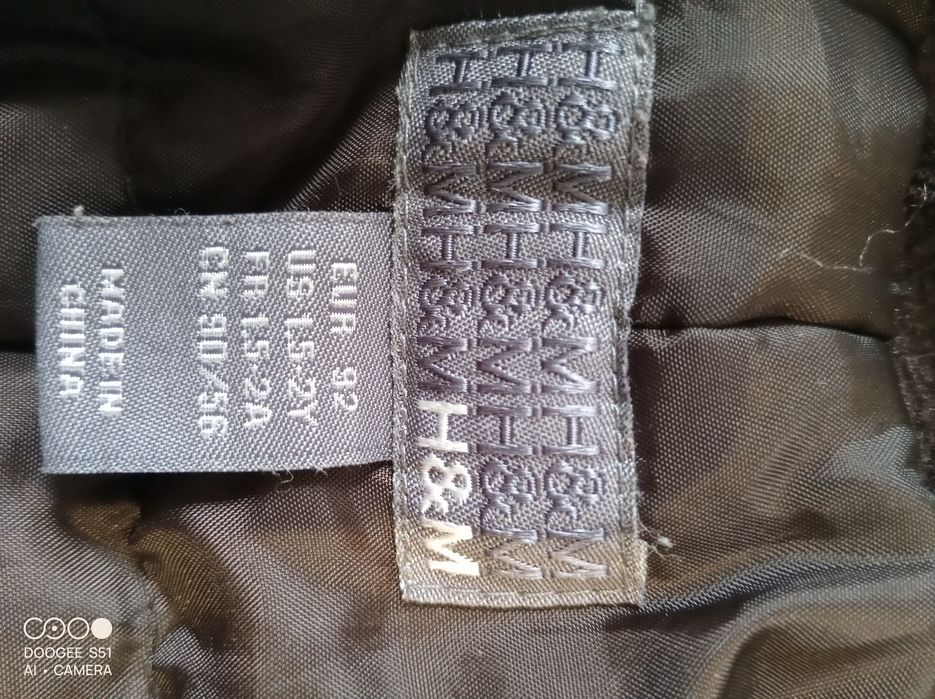 H&M H&M H&M
H&M H&M H&M
H&M H&M H&M
EUR 92
US 1.5-2Y
FR 1.5-2A
CN 90/56
MADE IN
CHINA
DOOGEE S51
AI • CAMERA